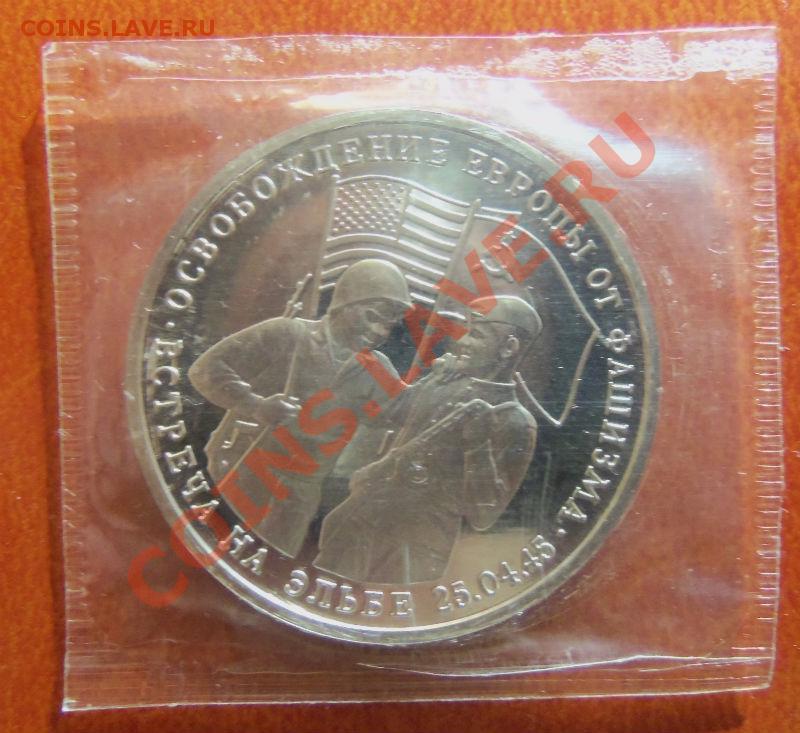 COINS.LAVE.RU
ОСВОБОЖДЕНИЕ ЕВРОПЫ ОТ ФАШИЗМА ·
ВСТРЕЧА НА ЭЛЬБЕ 25.04.45 ·
COINS.LAVE.RU